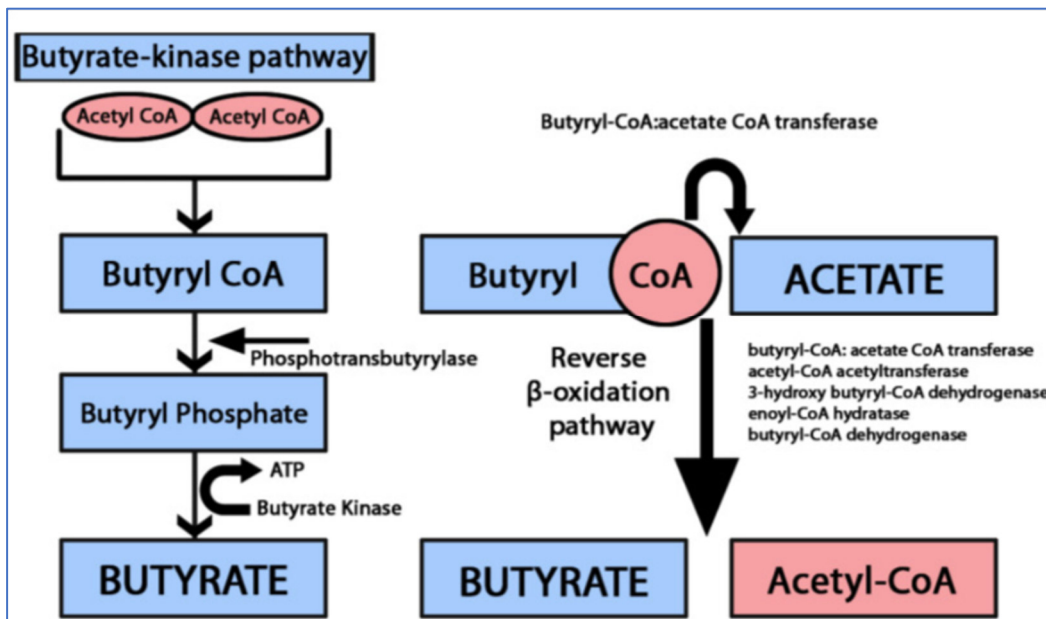 Butyrate-kinase pathway
Acetyl CoA
Acetyl CoA
Butyryl CoA
Phosphotransbutyrylase
Butyryl Phosphate
ATP
Butyrate Kinase
BUTYRATE
Butyryl-CoA:acetate CoA transferase
Butyryl
CoA
ACETATE
Reverse
β-oxidation
pathway
butyryl-CoA: acetate CoA transferase
acetyl-CoA acetyltransferase
3-hydroxy butyryl-CoA dehydrogenase
enoyl-CoA hydratase
butyryl-CoA dehydrogenase
BUTYRATE
Acetyl-CoA